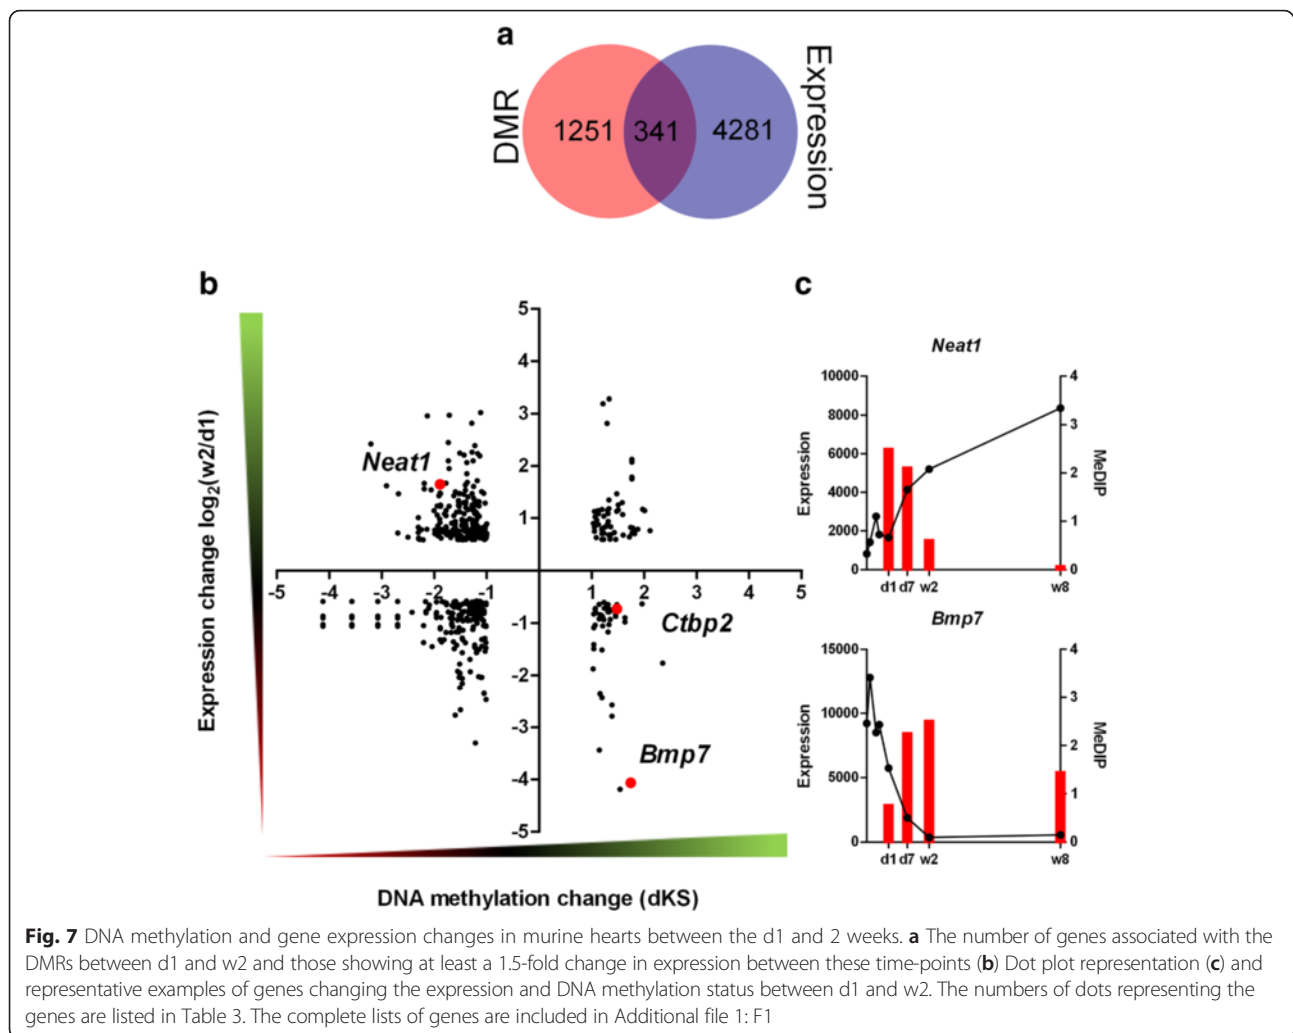 a
DMR
1251 341 4281
Expression
b
Expression change log2(w2/d1)
5
4
3
2
1
-5 -4 -3 -2 -1 1 2 3 4 5
-1
-2
-3
-4
-5
Neat1
Ctbp2
Bmp7
DNA methylation change (dKS)
c
Neat1
Expression
10000
8000
6000
4000
2000
0
4
3
2
1
0
MeDIP
d1 d7 w2 w8
Bmp7
Expression
15000
10000
5000
0
4
3
2
1
0
MeDIP
d1 d7 w2 w8
Fig. 7 DNA methylation and gene expression changes in murine hearts between the d1 and 2 weeks. a The number of genes associated with the
DMRs between d1 and w2 and those showing at least a 1.5-fold change in expression between these time-points (b) Dot plot representation (c) and
representative examples of genes changing the expression and DNA methylation status between d1 and w2. The numbers of dots representing the
genes are listed in Table 3. The complete lists of genes are included in Additional file 1: F1